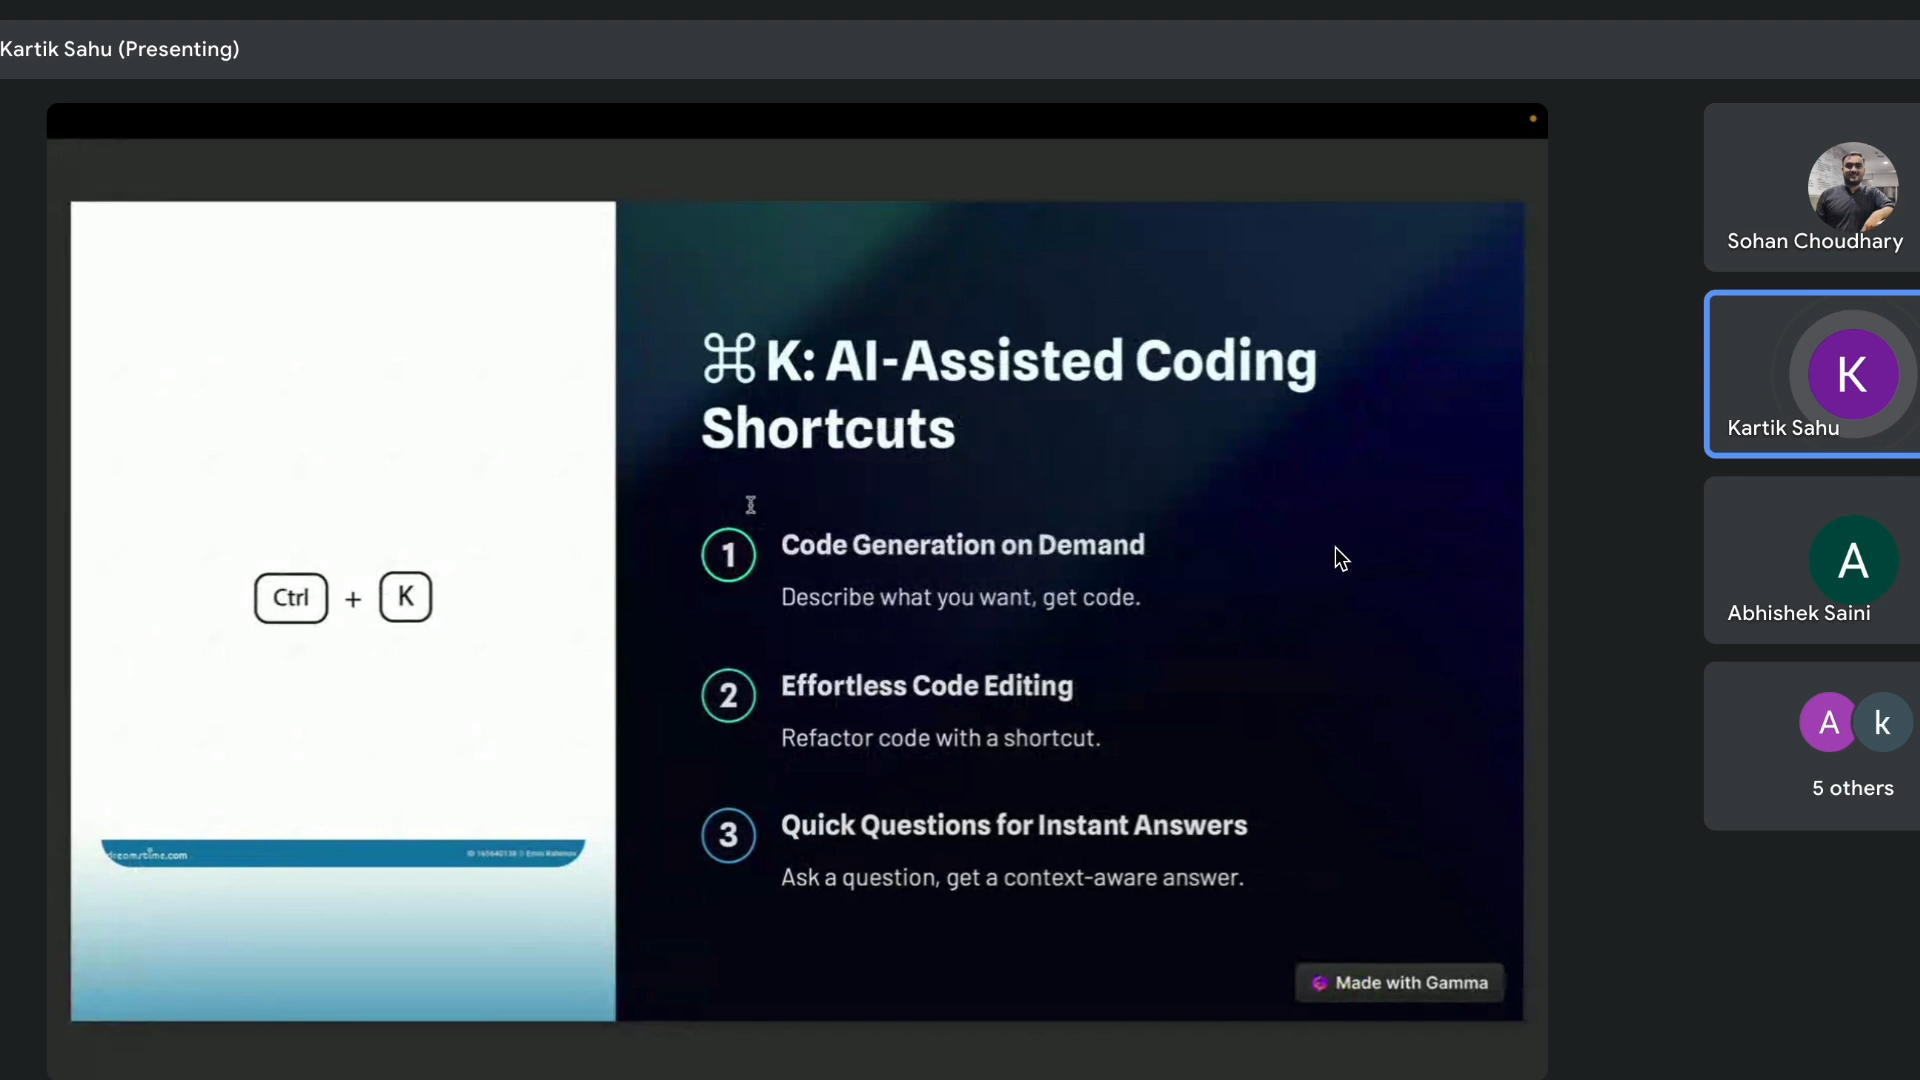 Kartik Sahu (Presenting)
Ctrl + K
dreamstime.com
⌘ K: AI-Assisted Coding
Shortcuts
1 Code Generation on Demand
Describe what you want, get code.
2 Effortless Code Editing
Refactor code with a shortcut.
3 Quick Questions for Instant Answers
Ask a question, get a context-aware answer.
Made with Gamma
Sohan Choudhary
K
Kartik Sahu
A
Abhishek Saini
A k
5 others